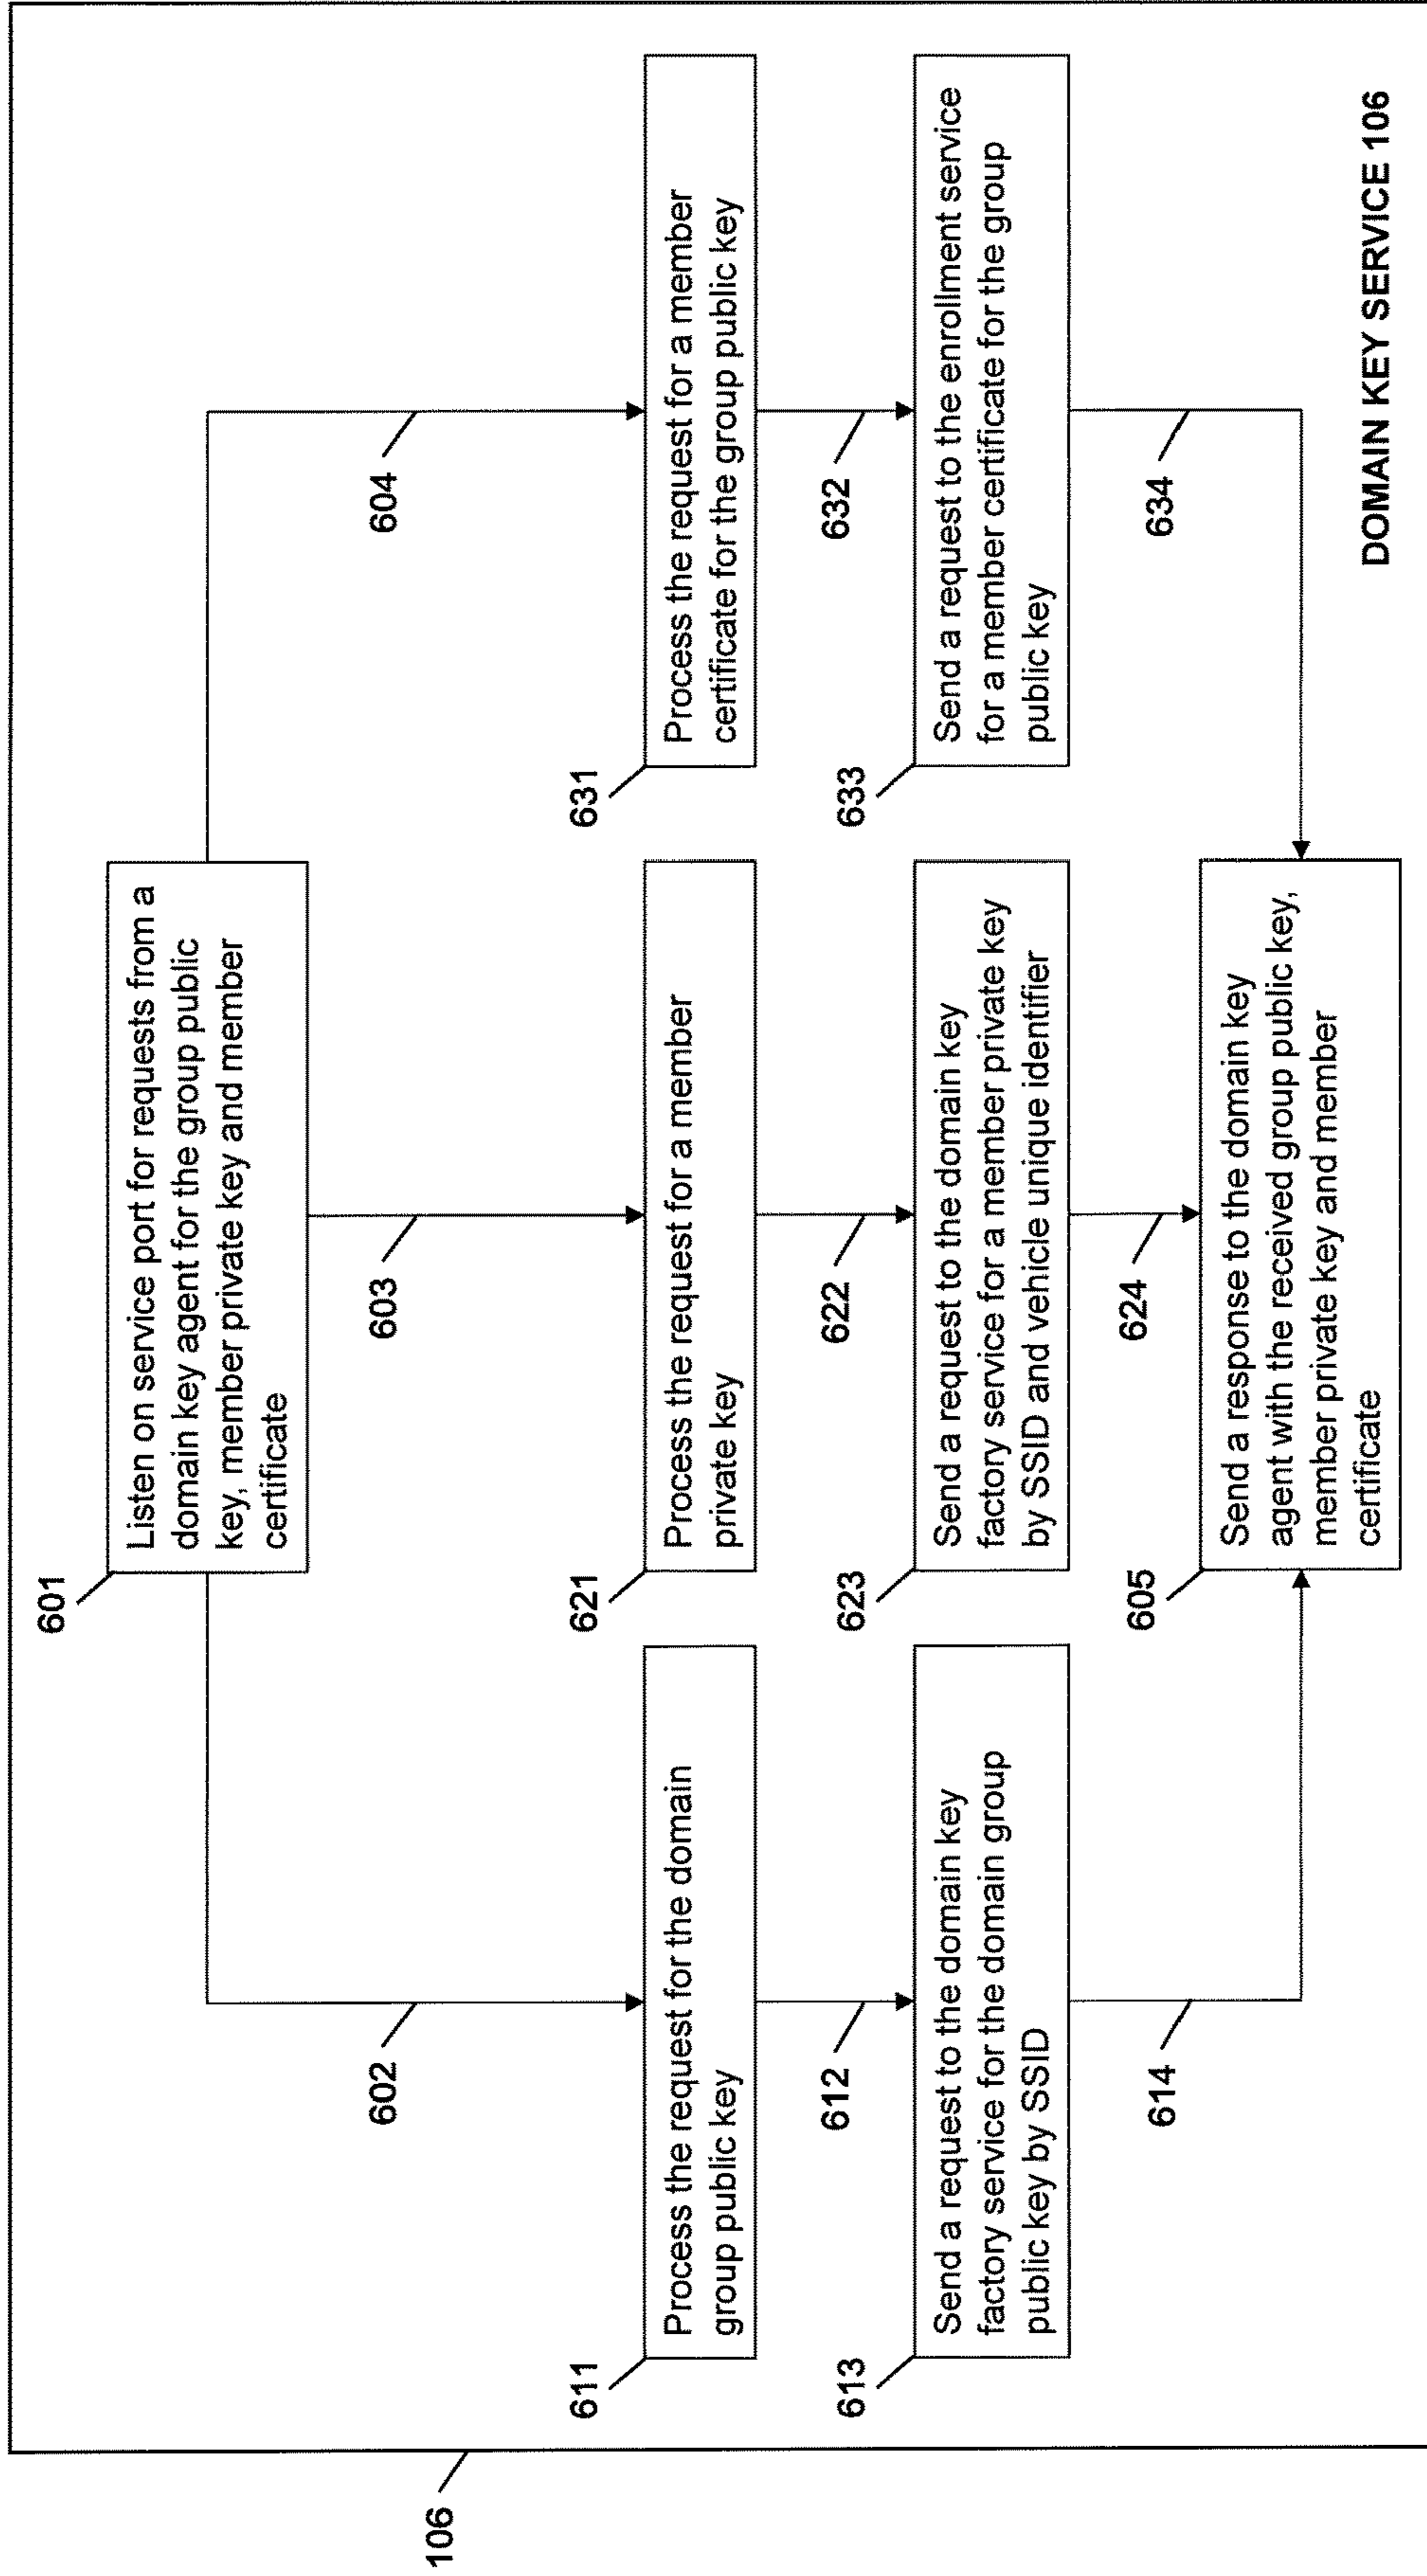 106
601
Listen on service port for requests from a
domain key agent for the group public
key, member private key and member
certificate
602
603
604
611
Process the request for the domain
group public key
621
Process the request for a member
private key
631
Process the request for a member
certificate for the group public key
612
622
632
613
Send a request to the domain key
factory service for the domain group
public key by SSID
623
Send a request to the domain key
factory service for a member private key
by SSID and vehicle unique identifier
633
Send a request to the enrollment service
for a member certificate for the group
public key
614
624
634
605
Send a response to the domain key
agent with the received group public key,
member private key and member
certificate
DOMAIN KEY SERVICE 106